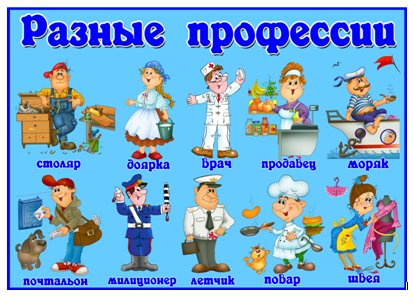 Разные профессии
столяр
доярка
врач
продавец
моряк
почтальон
милиционер
летчик
повар
швея